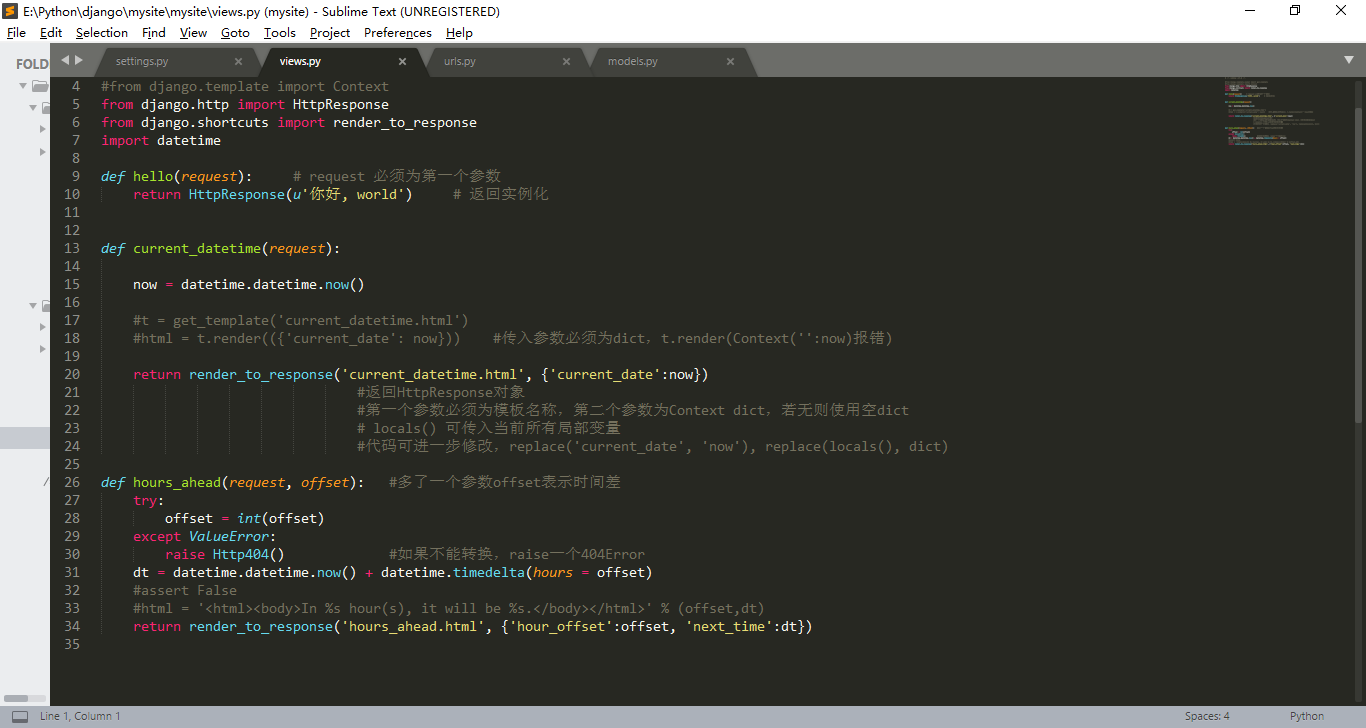 E:\Python\django\mysite\mysite\views.py (mysite) - Sublime Text (UNREGISTERED)
File Edit Selection Find View Goto Tools Project Preferences Help
FOLD
settings.py views.py urls.py models.py
4 #from django.template import Context
5 from django.http import HttpResponse
6 from django.shortcuts import render_to_response
7 import datetime
8
9 def hello(request):     # request 必须为第一个参数
10     return HttpResponse(u'你好, world')     # 返回实例化
11
12
13 def current_datetime(request):
14
15     now = datetime.datetime.now()
16
17     #t = get_template('current_datetime.html')
18     #html = t.render(({'current_date': now}))    #传入参数必须为dict，t.render(Context('':now)报错)
19
20     return render_to_response('current_datetime.html', {'current_date':now})
21                                 #返回HttpResponse对象
22                                 #第一个参数必须为模板名称，第二个参数为Context dict，若无则使用空dict
23                                 # locals() 可传入当前所有局部变量
24                                 #代码可进一步修改，replace('current_date', 'now'), replace(locals(), dict)
25
26 def hours_ahead(request, offset):   #多了一个参数offset表示时间差
27     try:
28         offset = int(offset)
29     except ValueError:
30         raise Http404()             #如果不能转换，raise一个404Error
31     dt = datetime.datetime.now() + datetime.timedelta(hours = offset)
32     #assert False
33     #html = '<html><body>In %s hour(s), it will be %s.</body></html>' % (offset,dt)
34     return render_to_response('hours_ahead.html', {'hour_offset':offset, 'next_time':dt})
35
Line 1, Column 1 Spaces: 4 Python